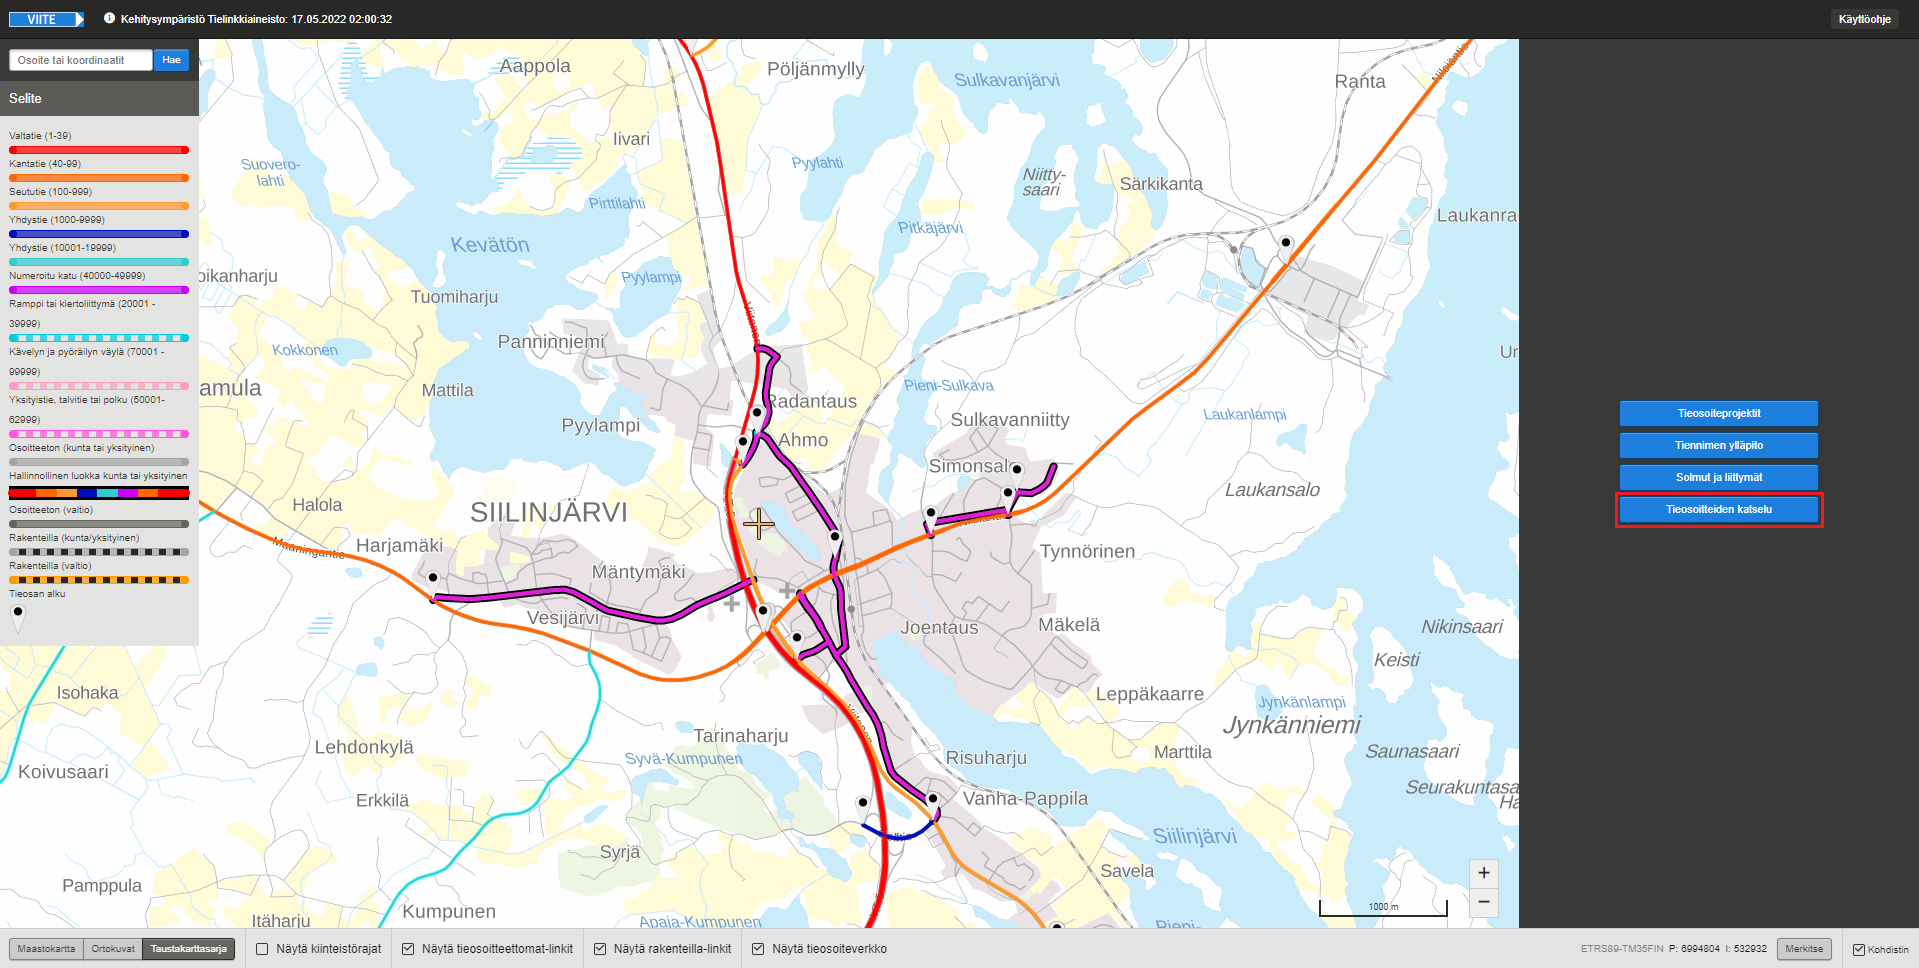 VIITE
Kehitysympäristö Tielinkkiaineisto: 17.05.2022 02:00:32
Käyttöohje
Osoite tai koordinaatit
Hae
Selite
Valtatie (1-39)
Kantatie (40-99)
Seututie (100-999)
Yhdystie (1000-9999)
Yhdystie (10001-19999)
Numeroitu katu (40000-49999)
Ramppi tai kiertoliittymä (20001 -
39999)
Kävelyn ja pyöräilyn väylä (70001 -
99999)
Yksityistie, talvitie tai polku (50001-
62999)
Osoitteeton (kunta tai yksityinen)
Hallinnollinen luokka kunta tai yksityinen
Osoitteeton (valtio)
Rakenteilla (kunta/yksityinen)
Rakenteilla (valtio)
Tieosan alku
Aappola
Pöljänmylly
Sulkavanjärvi
Ranta
Nilsiäntie
Iivari
Suovero-
lahti
Pyylahti
Niitty-
saari
Särkikanta
Pirttilahti
Laukanra
Kevätön
Pitkäjärvi
oikanharju
Pyylampi
Tuomiharju
Panninniemi
Kokkonen
amula
Mattila
Pieni-Sulkava
Radantaus
Laukanlampi
Pyylampi
Sulkavanniitty
Ahmo
Simonsal
Laukansalo
Halola
SIILINJÄRVI
Maaningantie
Harjamäki
Tynnörinen
Mäntymäki
Vesijärvi
Joentaus
Mäkelä
Nikinsaari
Keisti
Isohaka
Leppäkaarre
Jynkänlampi
Jynkänniemi
Tarinaharju
Lehdonkylä
Syvä-Kumpunen
Risuharju
Marttila
Saunasaari
Koivusaari
Seurakuntasa
Ha
Erkkilä
Vanha-Pappila
Siilinjärvi
Syrjä
Savela
Pamppula
Kumpunen
Itäharju
Apaja-Kumpunen
Pieni-
Ur
1000 m
+
−
Tieosoiteprojektit
Tiennimen ylläpito
Solmut ja liittymät
Tieosoitteiden katselu
Maastokartta
Ortokuvat
Taustakarttasarja
Näytä kiinteistörajat
Näytä tieosoitteettomat-linkit
Näytä rakenteilla-linkit
Näytä tieosoiteverkko
ETRS89-TM35FIN P: 6994804 I: 532932
Merkitse
Kohdistin